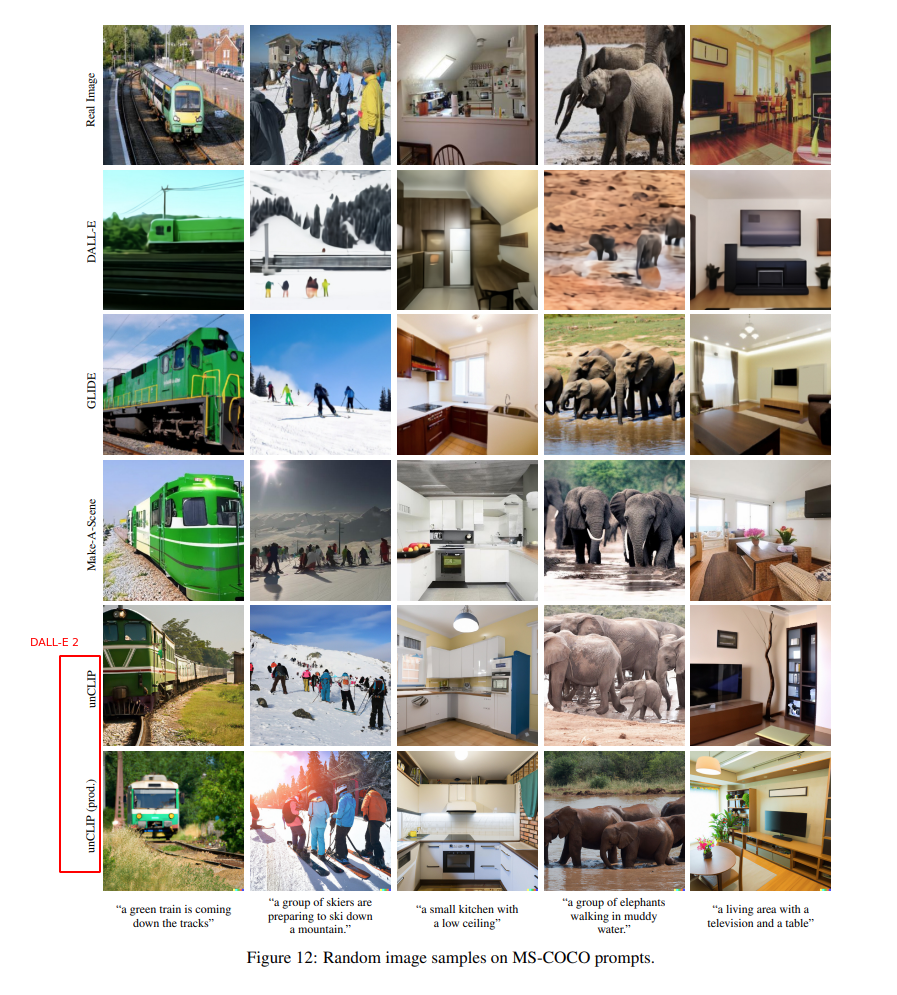 Real Image
DALL-E
GLIDE
Make-A-Scene
DALL-E 2
unCLIP
unCLIP (prod.)
“a green train is coming
down the tracks”
“a group of skiers are
preparing to ski down
a mountain.”
“a small kitchen with
a low ceiling”
“a group of elephants
walking in muddy
water.”
“a living area with a
television and a table”
Figure 12: Random image samples on MS-COCO prompts.